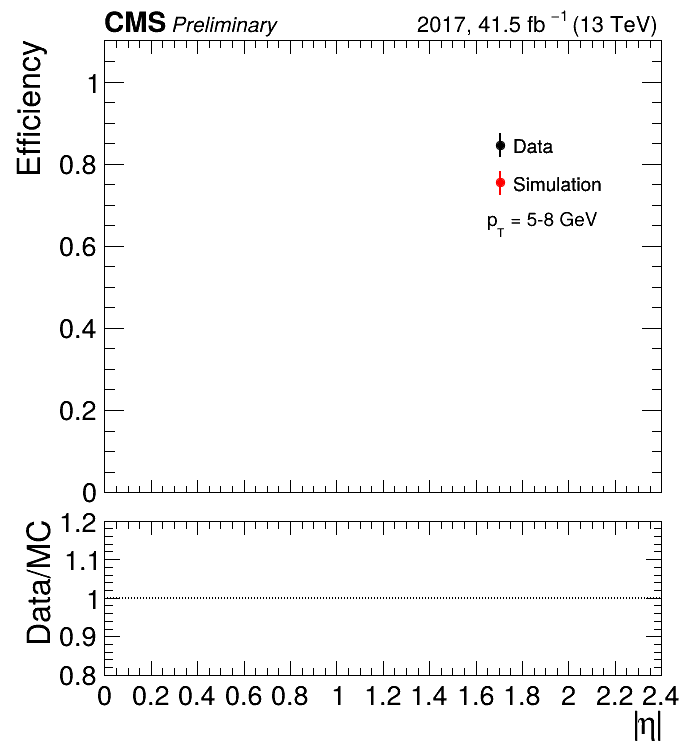 CMS Preliminary 2017, 41.5 fb⁻¹ (13 TeV)
Efficiency
1
0.8
0.6
0.4
0.2
0
Data
Simulation
p_T = 5-8 GeV
Data/MC
1.2
1.1
1
0.9
0.8
0 0.2 0.4 0.6 0.8 1 1.2 1.4 1.6 1.8 2 2.2 2.4
|η|